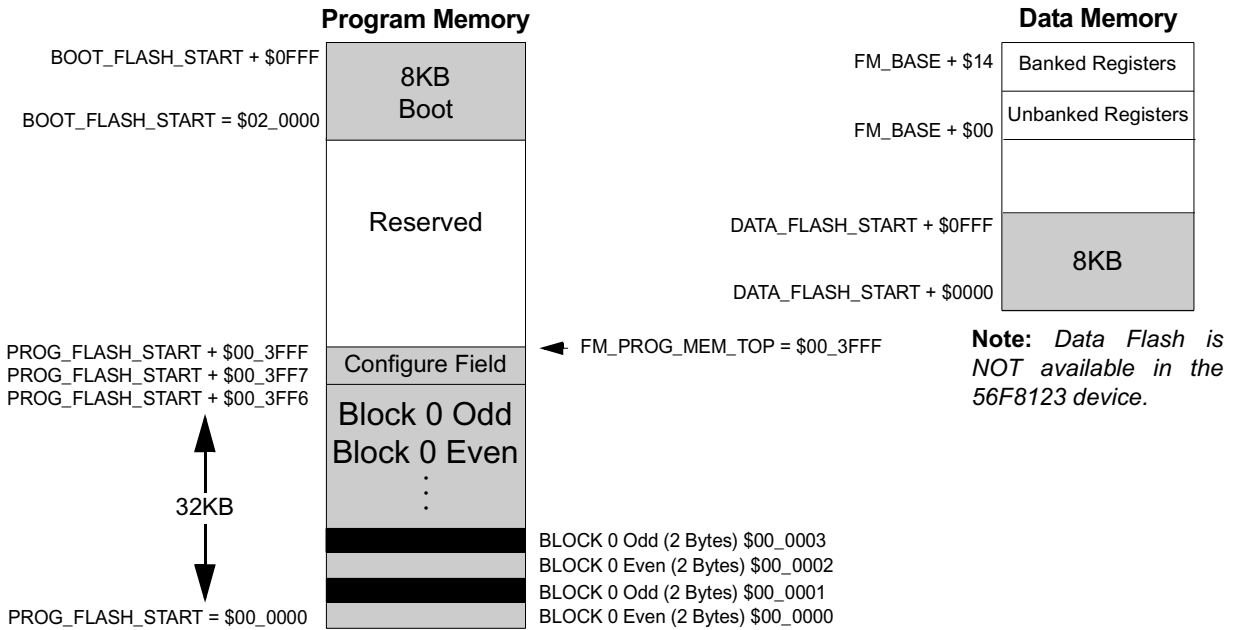 Program Memory
BOOT_FLASH_START + $0FFF
8KB
Boot
BOOT_FLASH_START = $02_0000
Reserved
PROG_FLASH_START + $00_3FFF
PROG_FLASH_START + $00_3FF7
PROG_FLASH_START + $00_3FF6
Configure Field
FM_PROG_MEM_TOP = $00_3FFF
Block 0 Odd
Block 0 Even
32KB
BLOCK 0 Odd (2 Bytes) $00_0003
BLOCK 0 Even (2 Bytes) $00_0002
BLOCK 0 Odd (2 Bytes) $00_0001
BLOCK 0 Even (2 Bytes) $00_0000
PROG_FLASH_START = $00_0000
Data Memory
FM_BASE + $14
Banked Registers
Unbanked Registers
FM_BASE + $00
DATA_FLASH_START + $0FFF
8KB
DATA_FLASH_START + $0000
Note: Data Flash is
NOT available in the
56F8123 device.